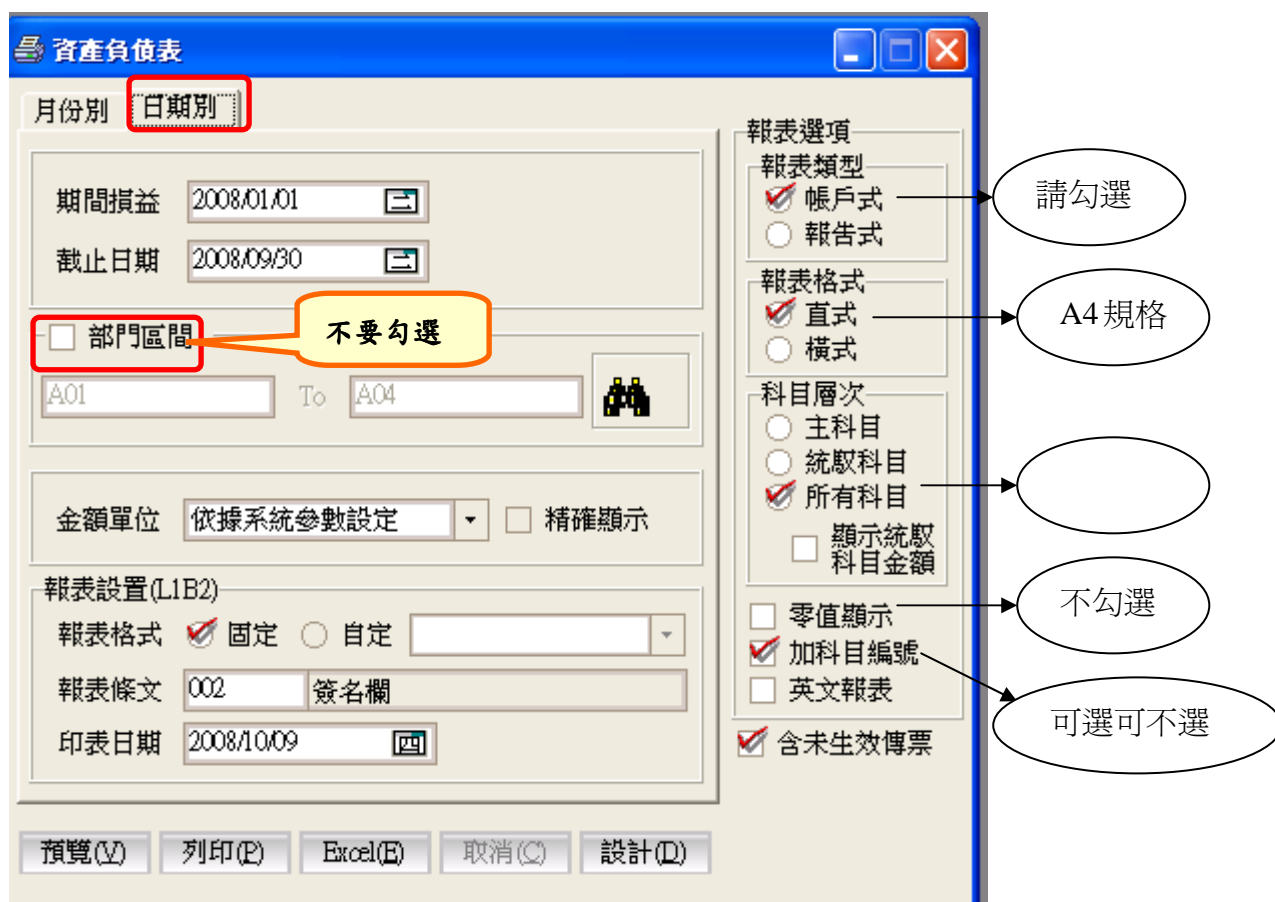 資產負債表
月份別 日期別
期間損益 2008/01/01 二
截止日期 2008/09/30 二
部門區間
不要勾選
A01 To A04
金額單位 依據系統參數設定 精確顯示
報表設置(L1B2)
報表格式 固定 自定
報表條文 002 簽名欄
印表日期 2008/10/09 四
預覽(V) 列印(P) Excel(E) 取消(C) 設計(D)
報表選項
報表類型
帳戶式
報告式
報表格式
直式
橫式
科目層次
主科目
統馭科目
所有科目
顯示統馭
科目金額
零值顯示
加科目編號
英文報表
含未生效傳票
請勾選
A4規格
不勾選
可選可不選